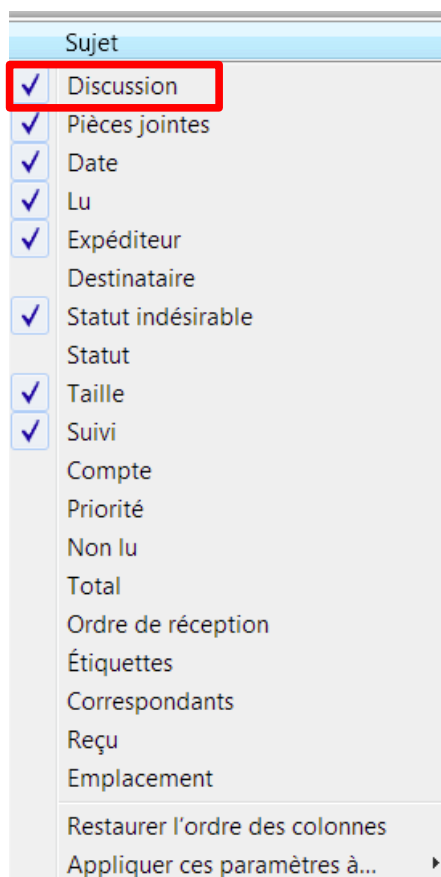 Sujet
Discussion
Pièces jointes
Date
Lu
Expéditeur
Destinataire
Statut indésirable
Statut
Taille
Suivi
Compte
Priorité
Non lu
Total
Ordre de réception
Étiquettes
Correspondants
Reçu
Emplacement
Restaurer l’ordre des colonnes
Appliquer ces paramètres à...